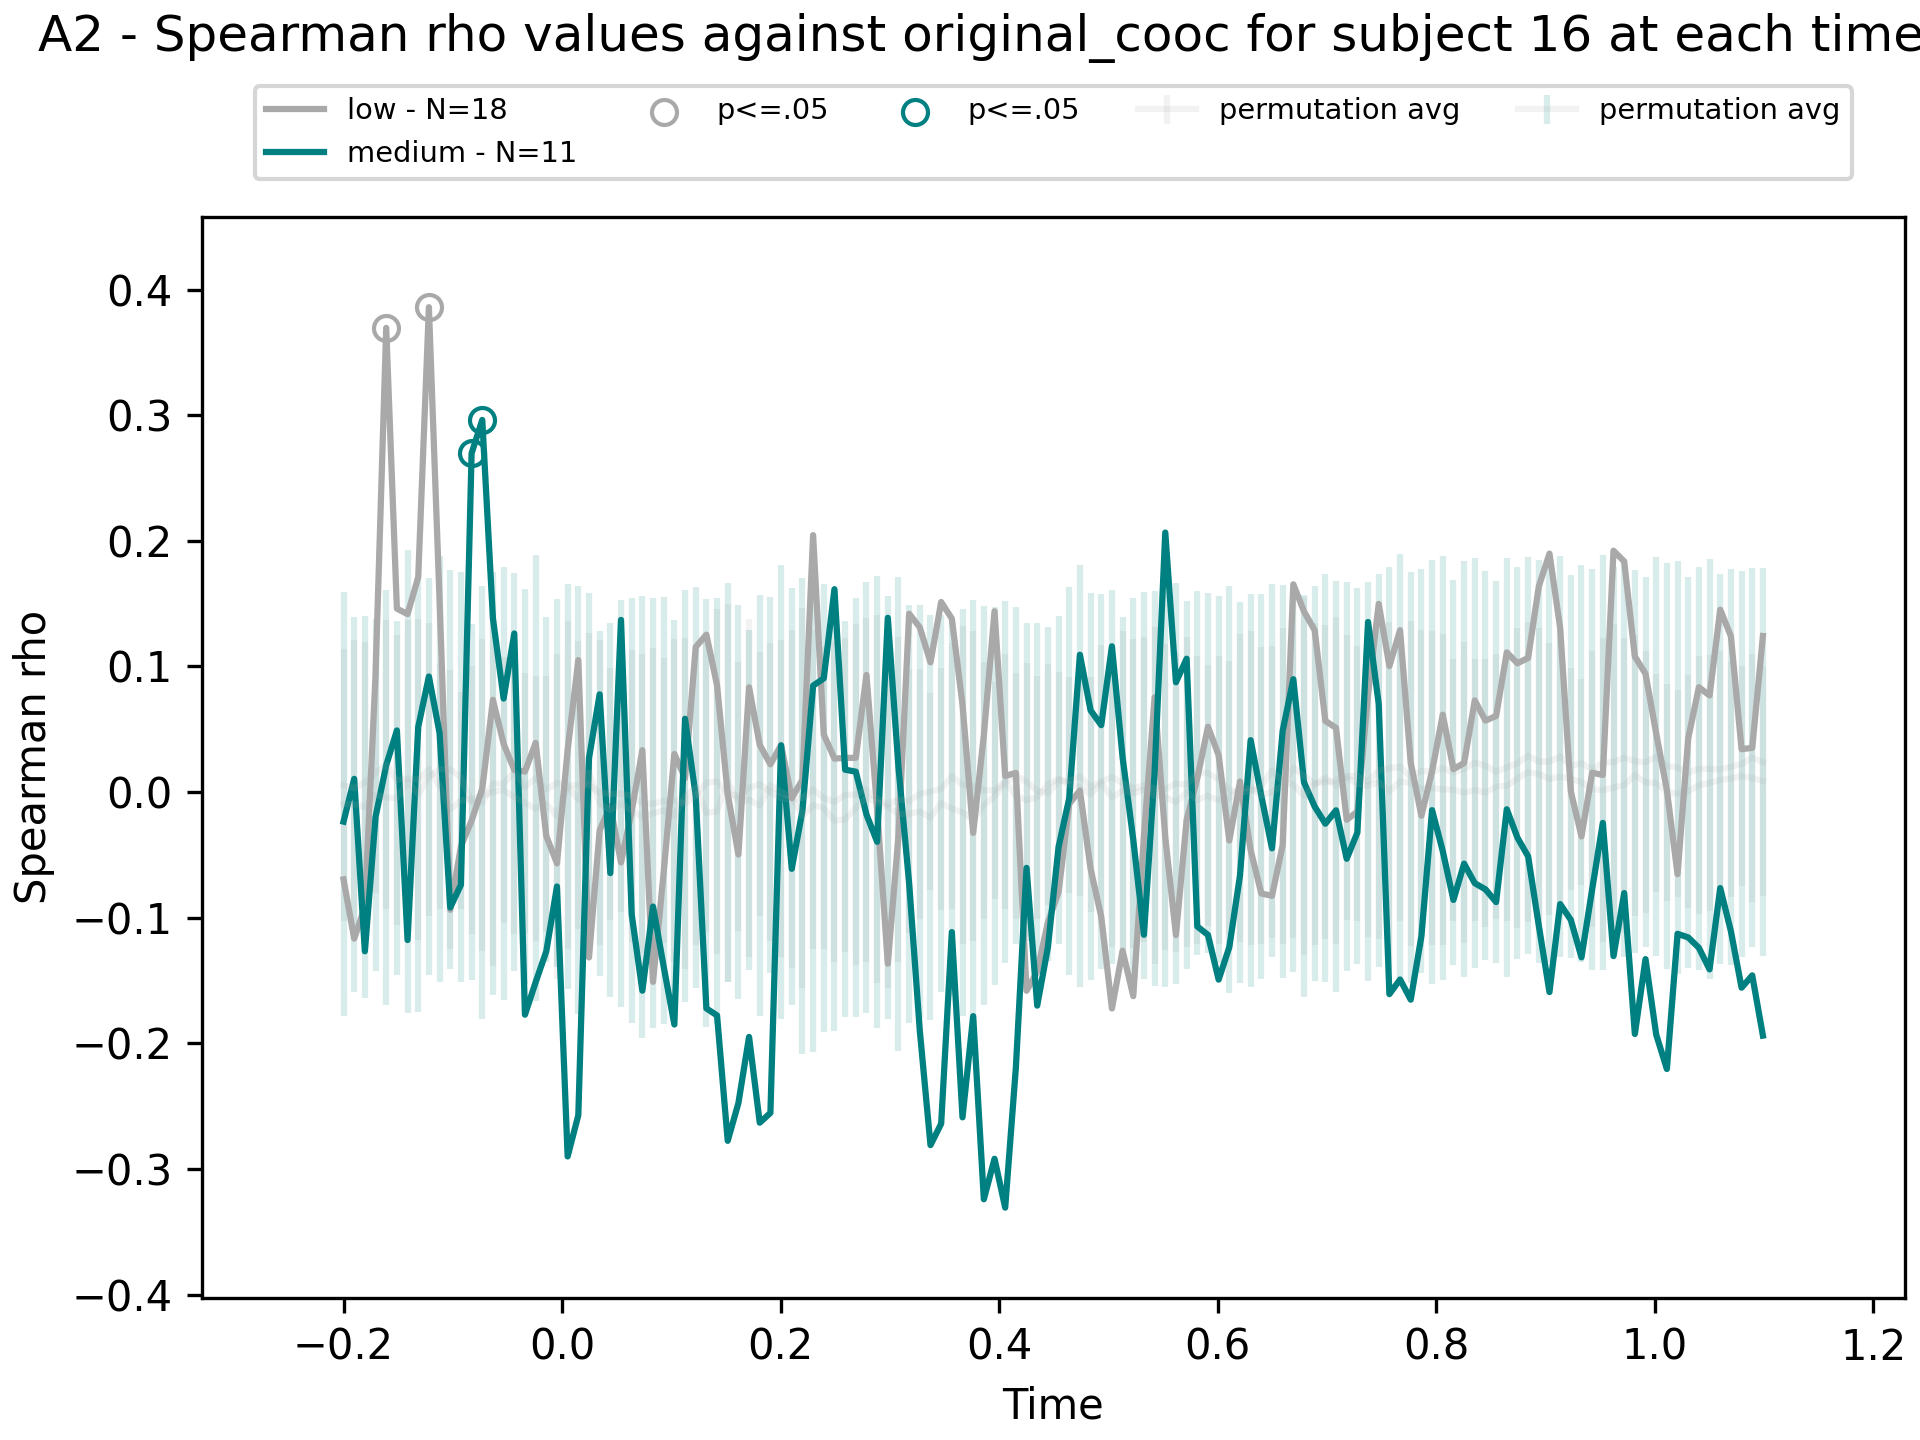 A2 - Spearman rho values against original_cooc for subject 16 at each time
low - N=18 p<=.05 p<=.05 permutation avg permutation avg
medium - N=11
0.4
0.3
0.2
0.1
0.0
−0.1
−0.2
−0.3
−0.4
Spearman rho
−0.2 0.0 0.2 0.4 0.6 0.8 1.0 1.2
Time